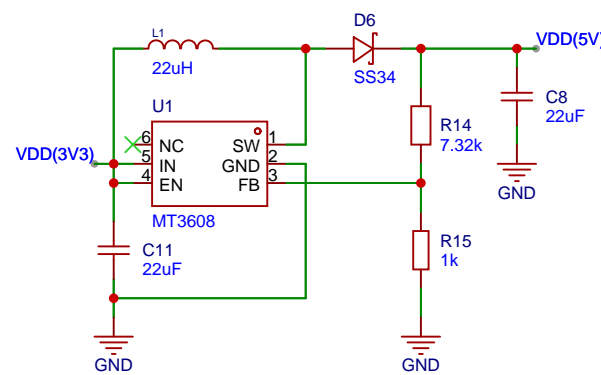 L1
22uH
D6
SS34
VDD(5V)
U1
C8
22uF
R14
7.32k
6 NC SW 1
VDD(3V3)
5 IN GND 2
4 EN FB 3
GND
MT3608
C11
22uF
R15
1k
GND
GND